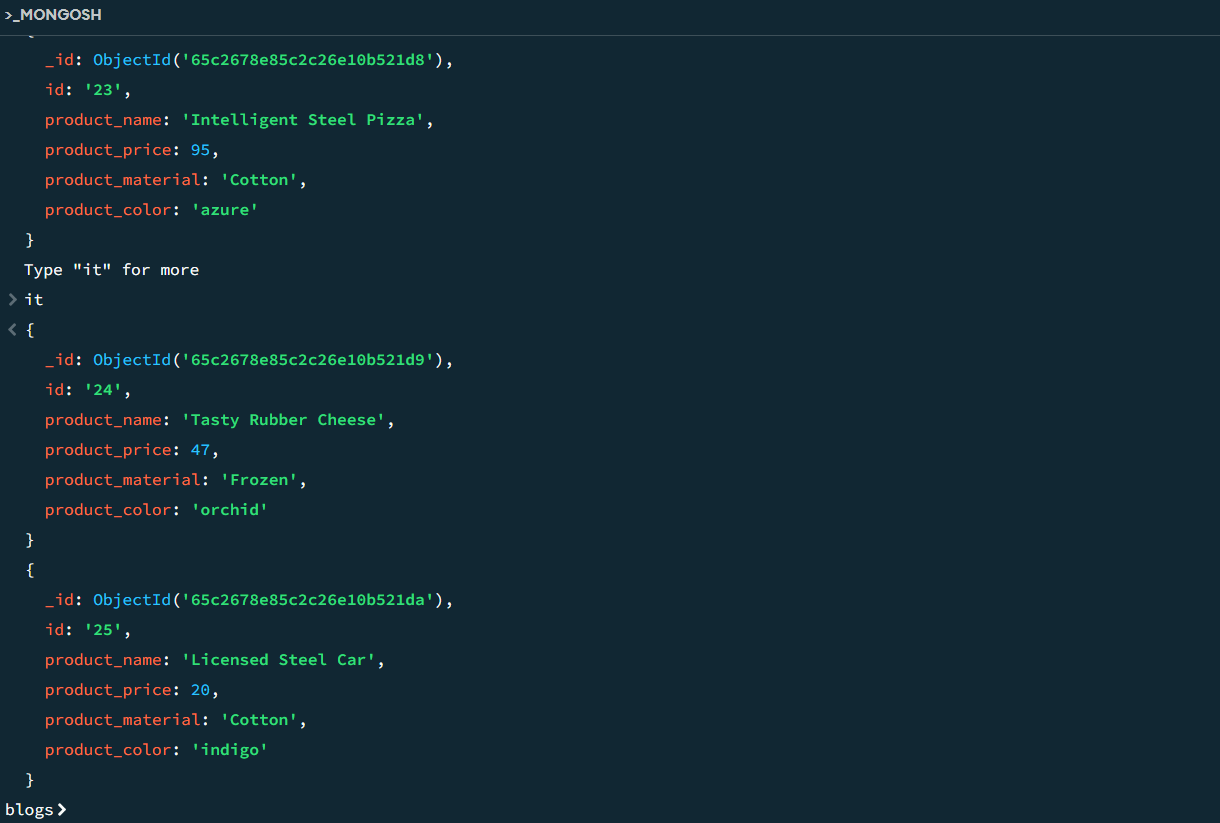 >_MONGOSH
{
_id: ObjectId('65c2678e85c2c26e10b521d8'),
id: '23',
product_name: 'Intelligent Steel Pizza',
product_price: 95,
product_material: 'Cotton',
product_color: 'azure'
}
Type "it" for more
> it
< {
_id: ObjectId('65c2678e85c2c26e10b521d9'),
id: '24',
product_name: 'Tasty Rubber Cheese',
product_price: 47,
product_material: 'Frozen',
product_color: 'orchid'
}
{
_id: ObjectId('65c2678e85c2c26e10b521da'),
id: '25',
product_name: 'Licensed Steel Car',
product_price: 20,
product_material: 'Cotton',
product_color: 'indigo'
}
blogs>